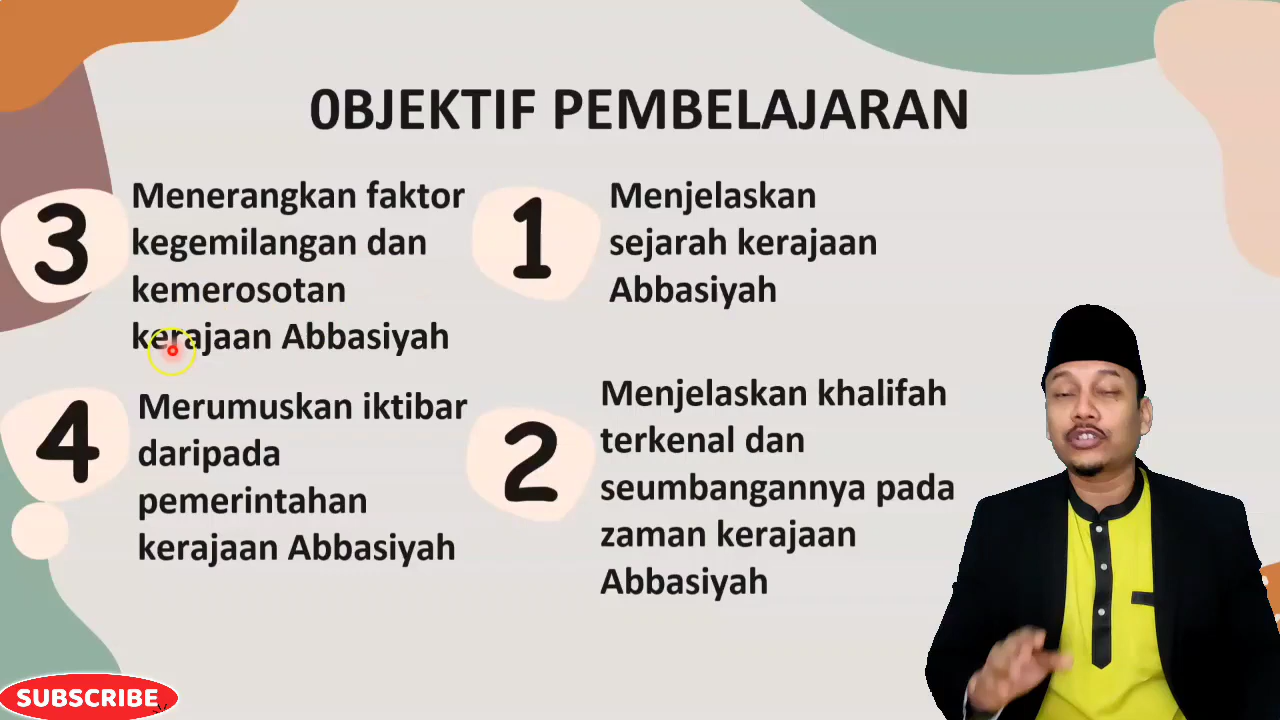 0BJEKTIF PEMBELAJARAN
3
Menerangkan faktor
kegemilangan dan
kemerosotan
kerajaan Abbasiyah
1
Menjelaskan
sejarah kerajaan
Abbasiyah
4
Merumuskan iktibar
daripada
pemerintahan
kerajaan Abbasiyah
2
Menjelaskan khalifah
terkenal dan
seumbangannya pada
zaman kerajaan
Abbasiyah
SUBSCRIBE